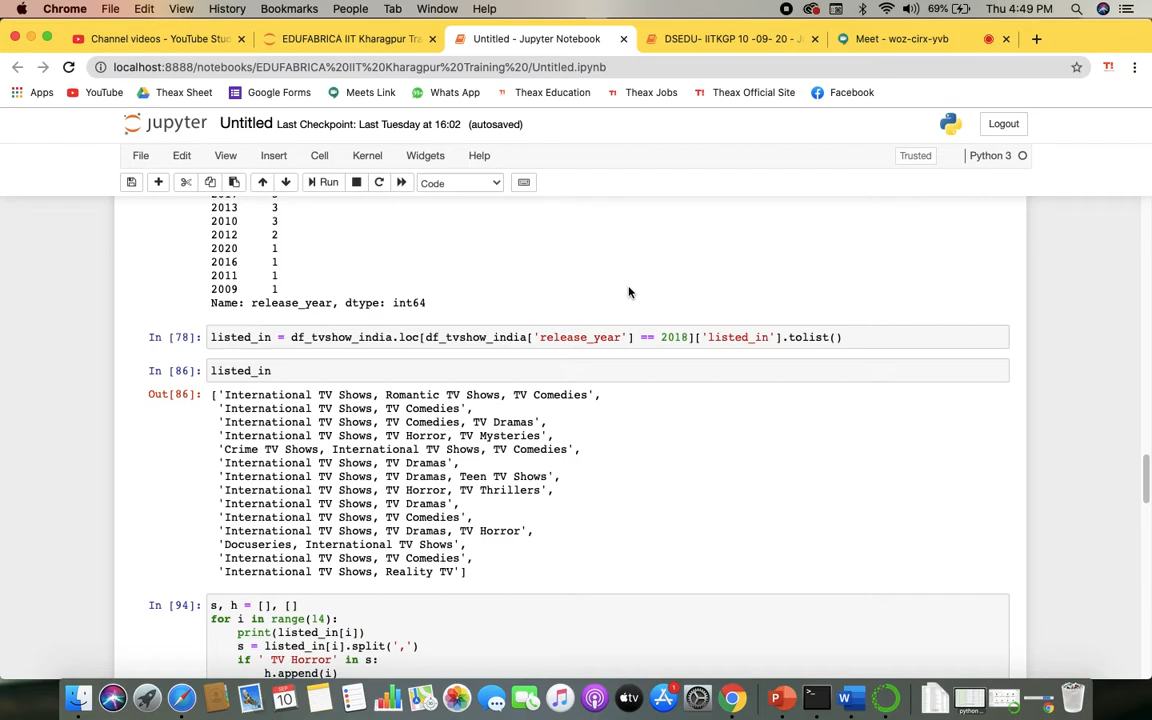 Chrome File Edit View History Bookmarks People Tab Window Help 69% Thu 4:49 PM
Channel videos - YouTube Stu
EDUFABRICA IIT Kharagpur Tra
Untitled - Jupyter Notebook
DSEDU- IITKGP 10 -09- 20 - J
Meet - woz-cirx-yvb
localhost:8888/notebooks/EDUFABRICA%20IIT%20Kharagpur%20Training%20/Untitled.ipynb
Apps YouTube Theax Sheet Google Forms Meets Link Whats App Theax Education Theax Jobs Theax Official Site Facebook
jupyter Untitled Last Checkpoint: Last Tuesday at 16:02 (autosaved) Logout
File Edit View Insert Cell Kernel Widgets Help Trusted Python 3
Run Code
2013 3
2010 3
2012 2
2020 1
2016 1
2011 1
2009 1
Name: release_year, dtype: int64
In [78]: listed_in = df_tvshow_india.loc[df_tvshow_india['release_year'] == 2018]['listed_in'].tolist()
In [86]: listed_in
Out[86]: ['International TV Shows, Romantic TV Shows, TV Comedies',
'International TV Shows, TV Comedies',
'International TV Shows, TV Comedies, TV Dramas',
'International TV Shows, TV Horror, TV Mysteries',
'Crime TV Shows, International TV Shows, TV Comedies',
'International TV Shows, TV Dramas',
'International TV Shows, TV Dramas, Teen TV Shows',
'International TV Shows, TV Horror, TV Thrillers',
'International TV Shows, TV Dramas',
'International TV Shows, TV Comedies',
'International TV Shows, TV Dramas, TV Horror',
'Docuseries, International TV Shows',
'International TV Shows, TV Comedies',
'International TV Shows, Reality TV']
In [94]: s, h = [], []
for i in range(14):
print(listed_in[i])
s = listed_in[i].split(',')
if ' TV Horror' in s:
h.append(i)